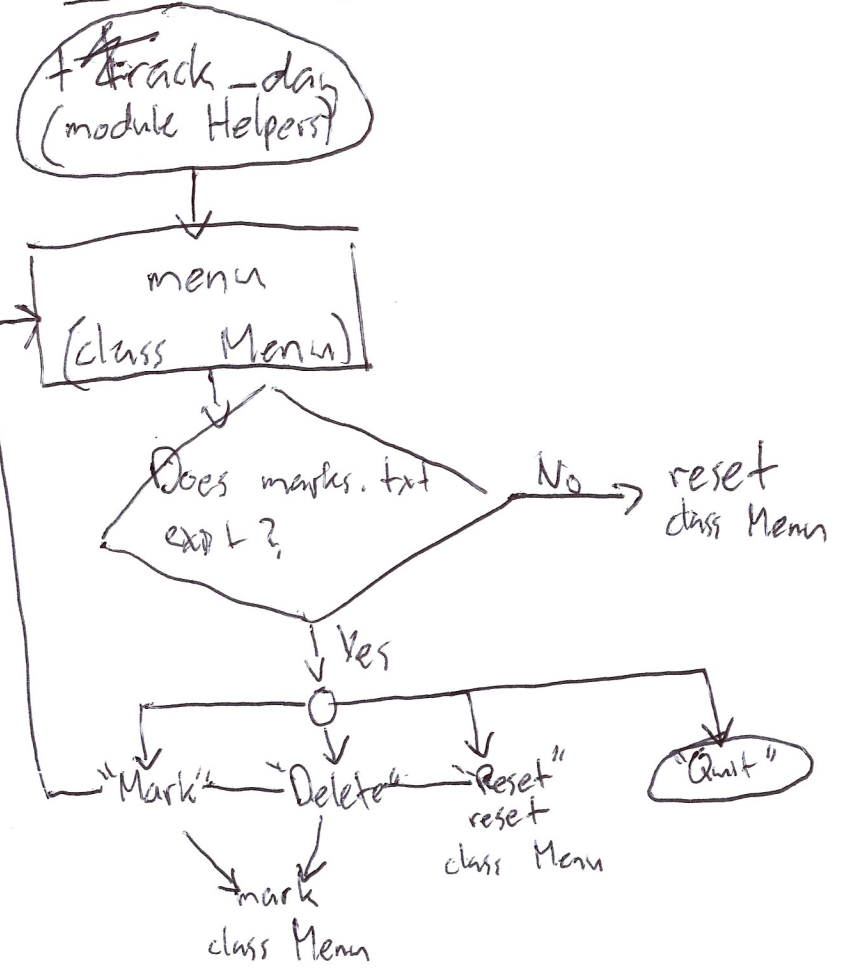 track_day
(module Helpers)
menu
(class Menu)
Does marks.txt
exist?
No
reset
class Menu
Yes
"Mark"
"Delete"
"Reset"
reset
class Menu
"Quit"
mark
class Menu